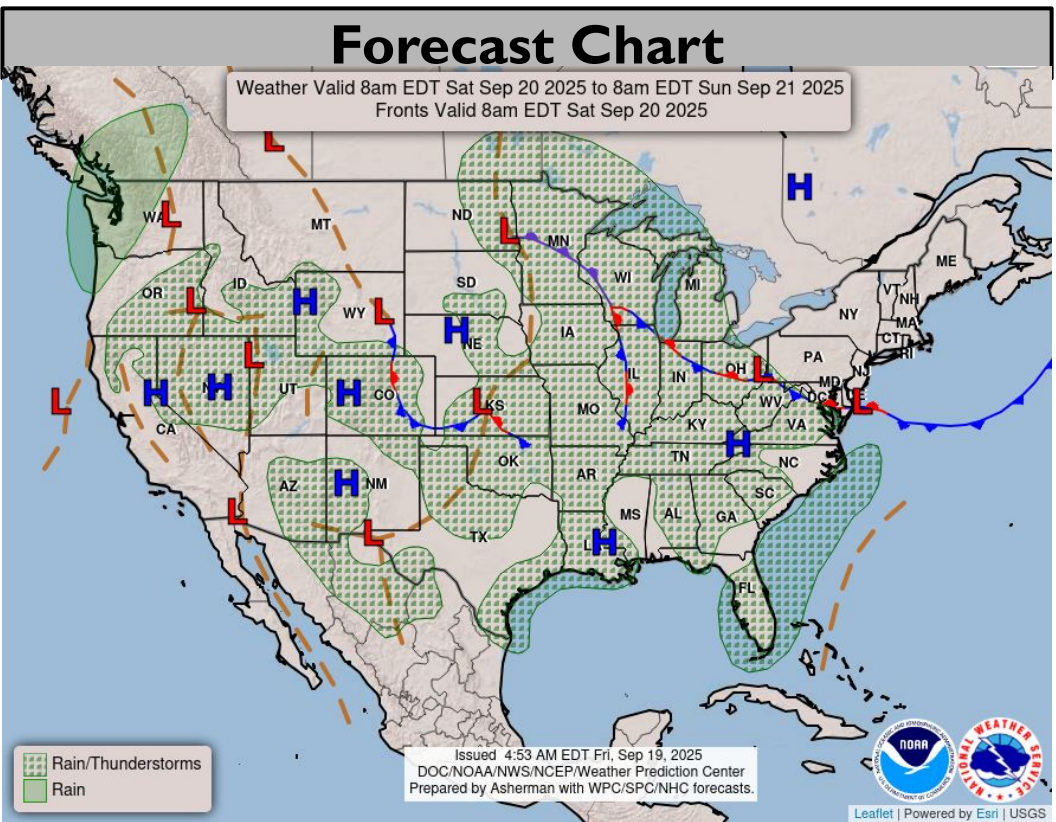 Forecast Chart
Weather Valid 8am EDT Sat Sep 20 2025 to 8am EDT Sun Sep 21 2025
Fronts Valid 8am EDT Sat Sep 20 2025
L
H
WA L
MT
ND
L
MN
ME
OR
L
ID
H
WY
L
SD
H
NE
WI
MI
VT
NH
NY
MA
CT
RI
IA
L
UT
H
CO
L
KS
IL
IN
OH
L
PA
NJ
MD
DC
L
L
H
H
CA
MO
KY
WV
VA
H
AZ
H
NM
OK
AR
TN
NC
SC
L
L
TX
H
MS
AL
GA
FL
Rain/Thunderstorms
Rain
Issued 4:53 AM EDT Fri, Sep 19, 2025
DOC/NOAA/NWS/NCEP/Weather Prediction Center
Prepared by Asherman with WPC/SPC/NHC forecasts.
NOAA
NATIONAL WEATHER SERVICE
Leaflet | Powered by Esri | USGS